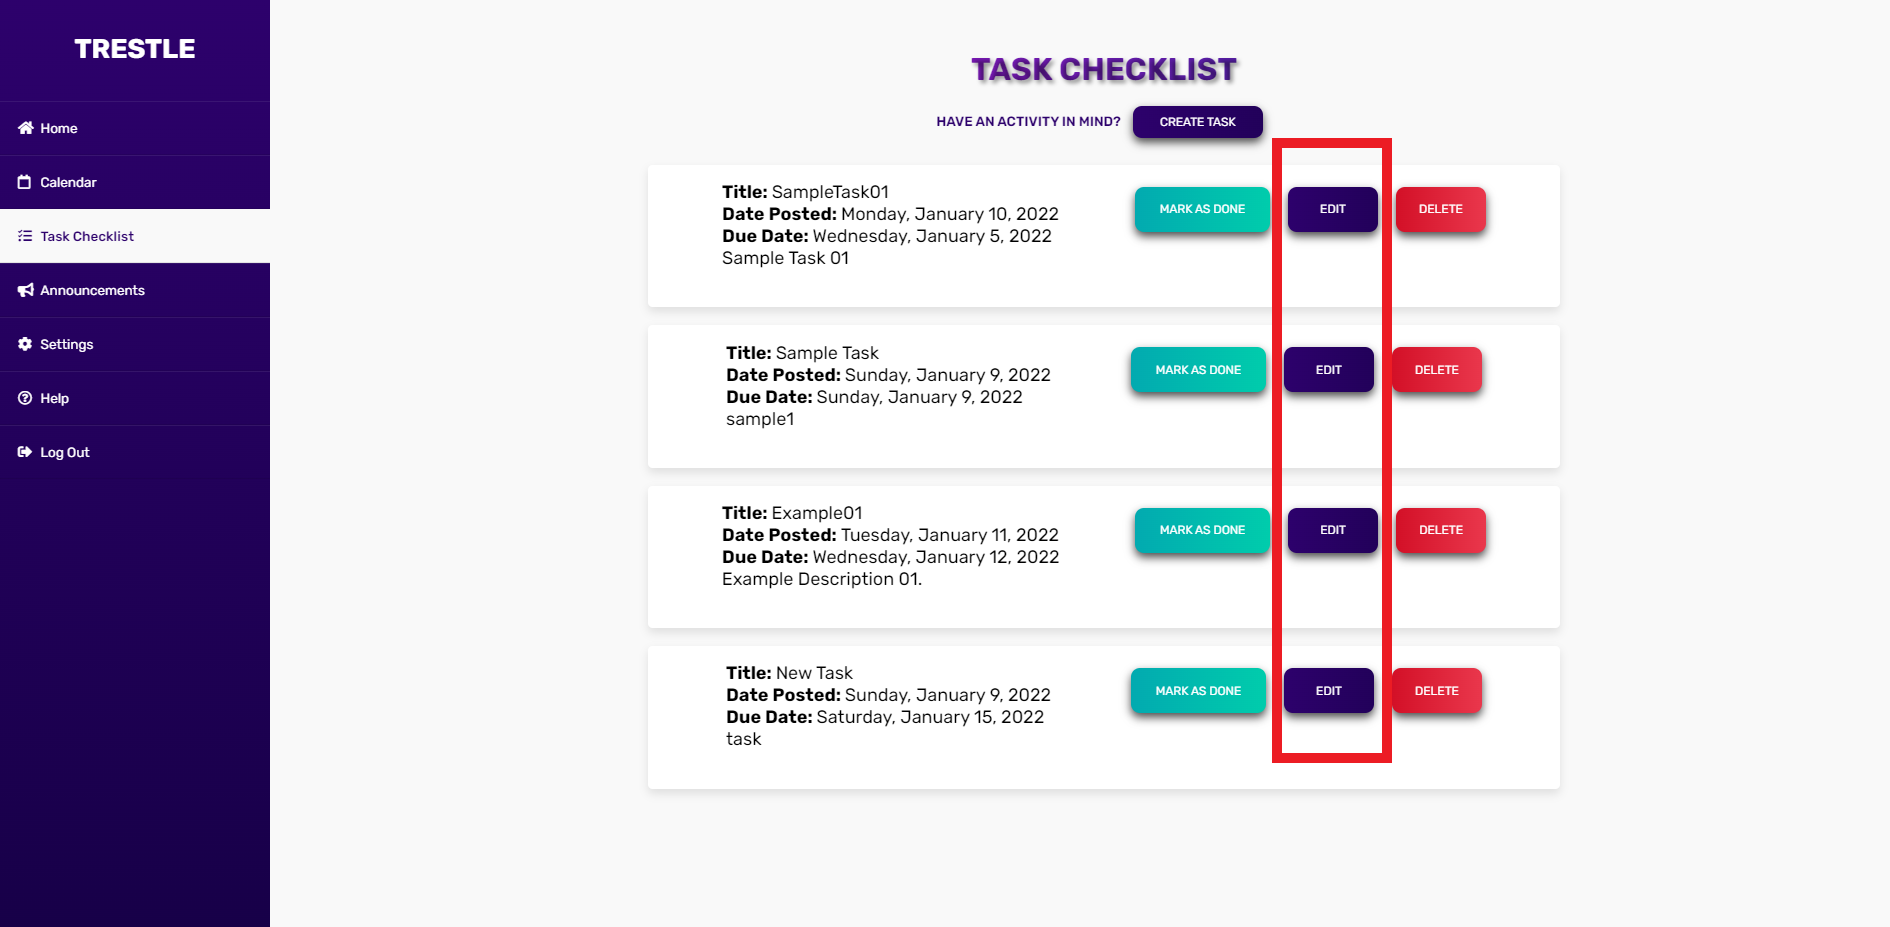 TRESTLE
Home
Calendar
Task Checklist
Announcements
Settings
Help
Log Out
TASK CHECKLIST
HAVE AN ACTIVITY IN MIND? CREATE TASK
Title: SampleTask01
Date Posted: Monday, January 10, 2022
Due Date: Wednesday, January 5, 2022
Sample Task 01
MARK AS DONE EDIT DELETE
Title: Sample Task
Date Posted: Sunday, January 9, 2022
Due Date: Sunday, January 9, 2022
sample1
MARK AS DONE EDIT DELETE
Title: Example01
Date Posted: Tuesday, January 11, 2022
Due Date: Wednesday, January 12, 2022
Example Description 01.
MARK AS DONE EDIT DELETE
Title: New Task
Date Posted: Sunday, January 9, 2022
Due Date: Saturday, January 15, 2022
task
MARK AS DONE EDIT DELETE